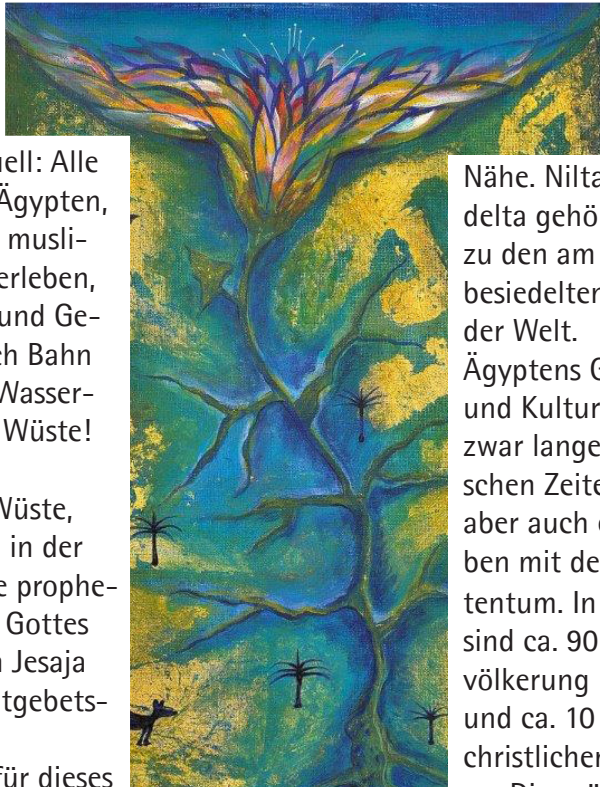 ell: Alle
Ägypten,
musli-
erleben,
und Ge-
ch Bahn
Wasser-
Wüste!
Wüste,
in der
e prophe-
Gottes
Jesaja
tgebets-
für dieses
Nähe. Nilta
delta gehö
zu den am
besiedelten
der Welt.
Ägyptens G
und Kultur
zwar lange
schen Zeite
aber auch
ben mit de
tentum. In
sind ca. 90
völkerung
und ca. 10
christlicher